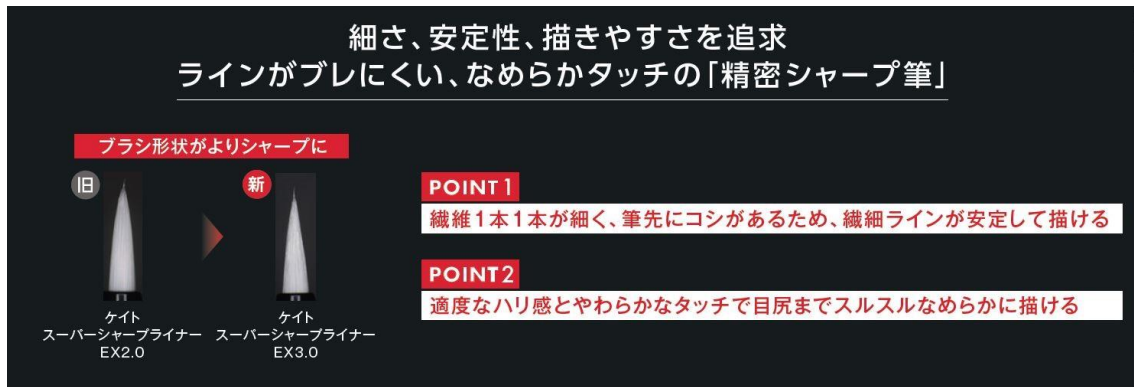 細さ、安定性、描きやすさを追求
ラインがブレにくい、なめらかタッチの「精密シャープ筆」
ブラシ形状がよりシャープに
旧
新
ケイト
スーパーシャープライナー
EX2.0
ケイト
スーパーシャープライナー
EX3.0
POINT1
繊維1本1本が細く、筆先にコシがあるため、繊細ラインが安定して描ける
POINT2
適度なハリ感とやわらかなタッチで目尻までスルスルなめらかに描ける